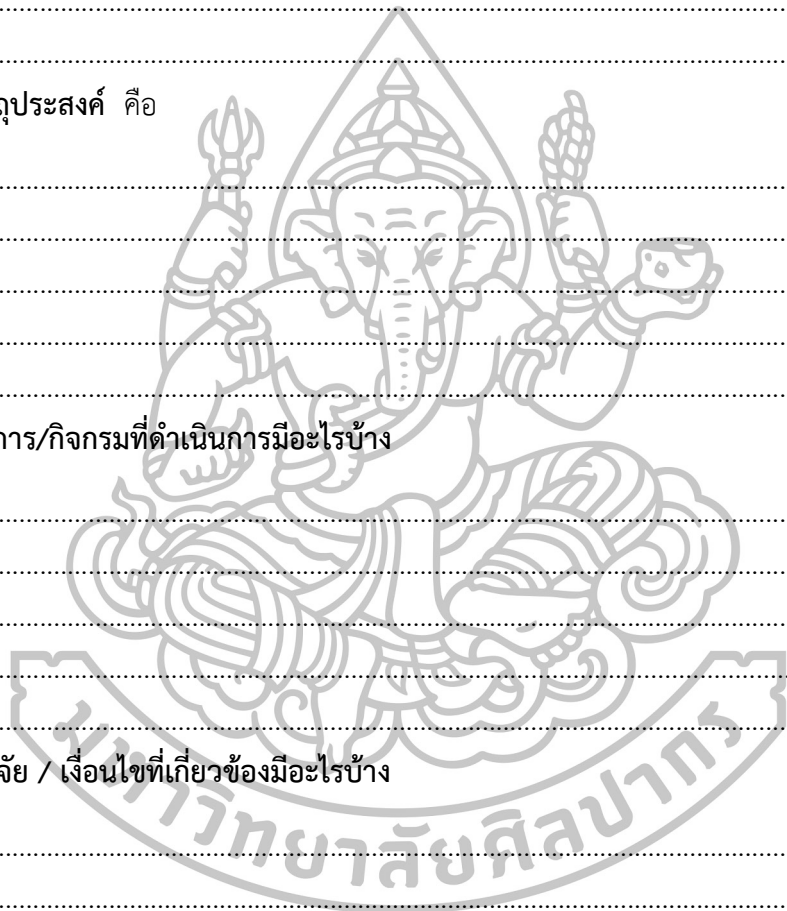 ถุประสงค์ คือ
การ/กิจกรมที่ดำเนินการมีอะไรบ้าง
จัย / เงื่อนไขที่เกี่ยวข้องมีอะไรบ้าง
มหาวิทยาลัยศิลปากร